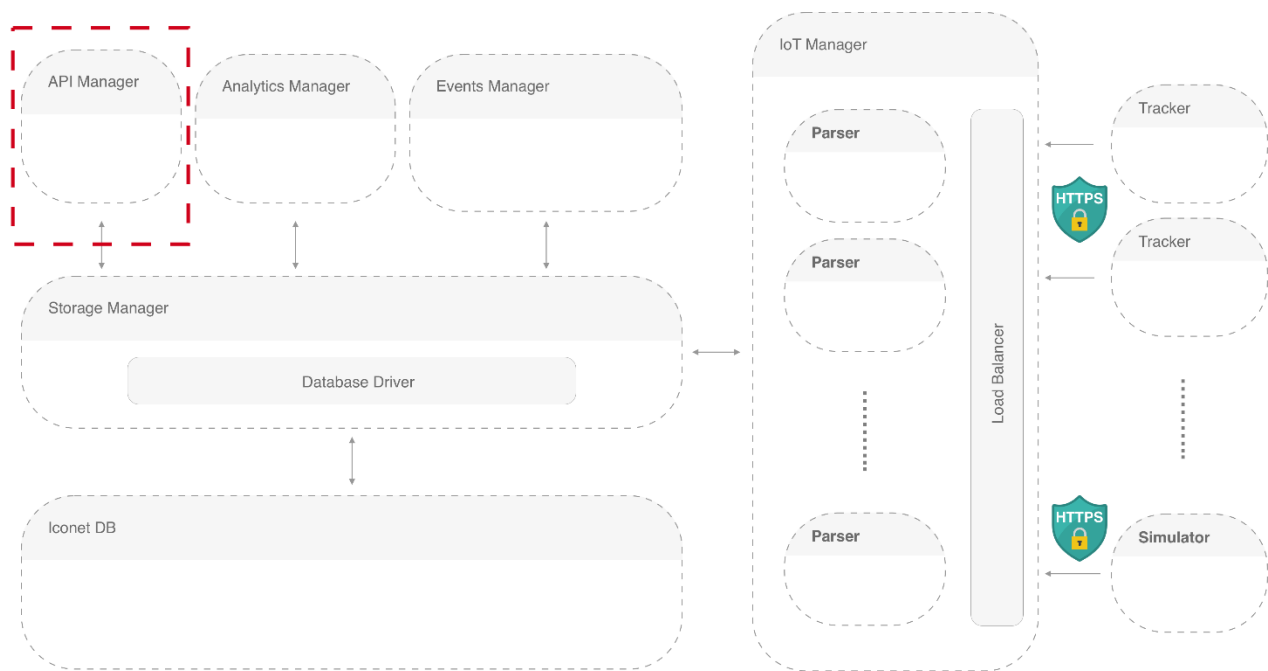 API Manager
Analytics Manager
Events Manager
Storage Manager
Database Driver
Iconet DB
IoT Manager
Parser
Parser
Parser
Load Balancer
Tracker
HTTPS
Tracker
HTTPS
Simulator